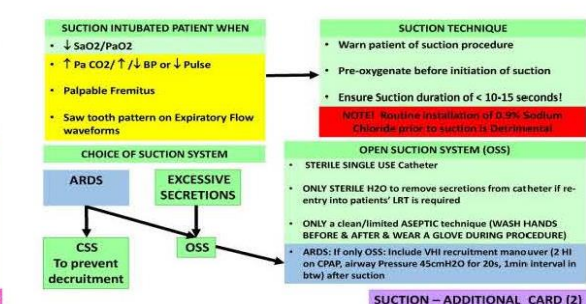 SUCTION INTUBATED PATIENT WHEN
• ↓ SaO2/PaO2
• ↑ Pa CO2/↑/↓ BP or ↓ Pulse
Palpable Fremitus
• Saw tooth pattern on Expiratory Flow
waveforms
SUCTION TECHNIQUE
• Warn patient of suction procedure
• Pre-oxygenate before initiation of suction
• Ensure Suction duration of < 10-15 seconds!
NOTE! Routine installation of 0.9% Sodium
Chloride prior to suction is Detrimental
CHOICE OF SUCTION SYSTEM
ARDS
EXCESSIVE
SECRETIONS
CSS
To prevent
decruitment
OSS
OPEN SUCTION SYSTEM (OSS)
• STERILE SINGLE USE Catheter
• ONLY STERILE H2O to remove secretions from catheter if re-
entry into patients' LRT is required
• ONLY a clean/limited ASEPTIC technique (WASH HANDS
BEFORE & AFTER & WEAR A GLOVE DURING PROCEDURE)
• ARDS: If only OSS: Include VHI recruitment manouver (2 HI
on CPAP, airway Pressure 45cmH2O for 20s, 1min interval in
btw) after suction
SUCTION – ADDITIONAL CARD (2)